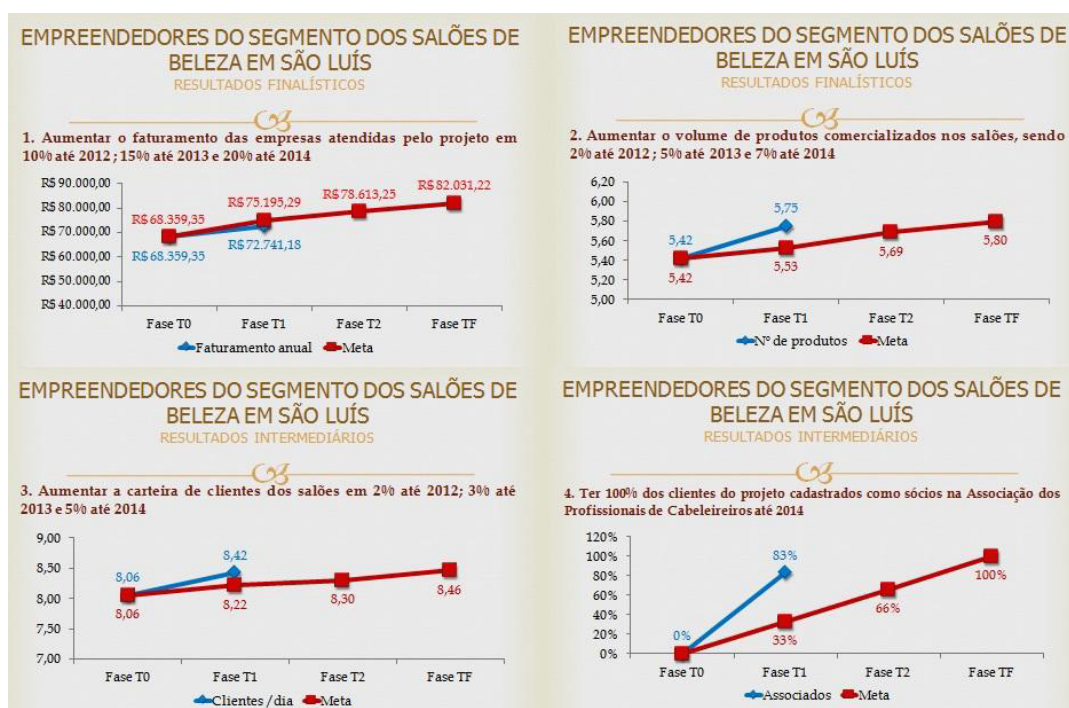 EMPREENDEDORES DO SEGMENTO DOS SALÕES DE
BELEZA EM SÃO LUÍS
RESULTADOS FINALÍSTICOS
1. Aumentar o faturamento das empresas atendidas pelo projeto em
10% até 2012 ; 15% até 2013 e 20% até 2014
R$ 90.000,00
R$ 80.000,00
R$ 70.000,00
R$ 60.000,00
R$ 50.000,00
R$ 40.000,00
R$ 68.359,35
R$ 75.195,29
R$ 78.613,25
R$ 82.031,22
R$ 68.359,35
R$ 72.741,18
Fase T0 Fase T1 Fase T2 Fase TF
Faturamento anual Meta
EMPREENDEDORES DO SEGMENTO DOS SALÕES DE
BELEZA EM SÃO LUÍS
RESULTADOS FINALÍSTICOS
2. Aumentar o volume de produtos comercializados nos salões, sendo
2% até 2012 ; 5% até 2013 e 7% até 2014
6,20
6,00
5,80
5,60
5,40
5,20
5,00
5,42
5,75
5,42
5,53
5,69
5,80
Fase T0 Fase T1 Fase T2 Fase TF
Nº de produtos Meta
EMPREENDEDORES DO SEGMENTO DOS SALÕES DE
BELEZA EM SÃO LUÍS
RESULTADOS INTERMEDIÁRIOS
3. Aumentar a carteira de clientes dos salões em 2% até 2012; 3% até
2013 e 5% até 2014
9,00
8,50
8,00
7,50
7,00
8,06
8,42
8,06
8,22
8,30
8,46
Fase T0 Fase T1 Fase T2 Fase TF
Clientes /dia Meta
EMPREENDEDORES DO SEGMENTO DOS SALÕES DE
BELEZA EM SÃO LUÍS
RESULTADOS INTERMEDIÁRIOS
4. Ter 100% dos clientes do projeto cadastrados como sócios na Associação dos
Profissionais de Cabeleireiros até 2014
120%
100%
80%
60%
40%
20%
0%
0%
83%
33%
66%
100%
Fase T0 Fase T1 Fase T2 Fase TF
Associados Meta